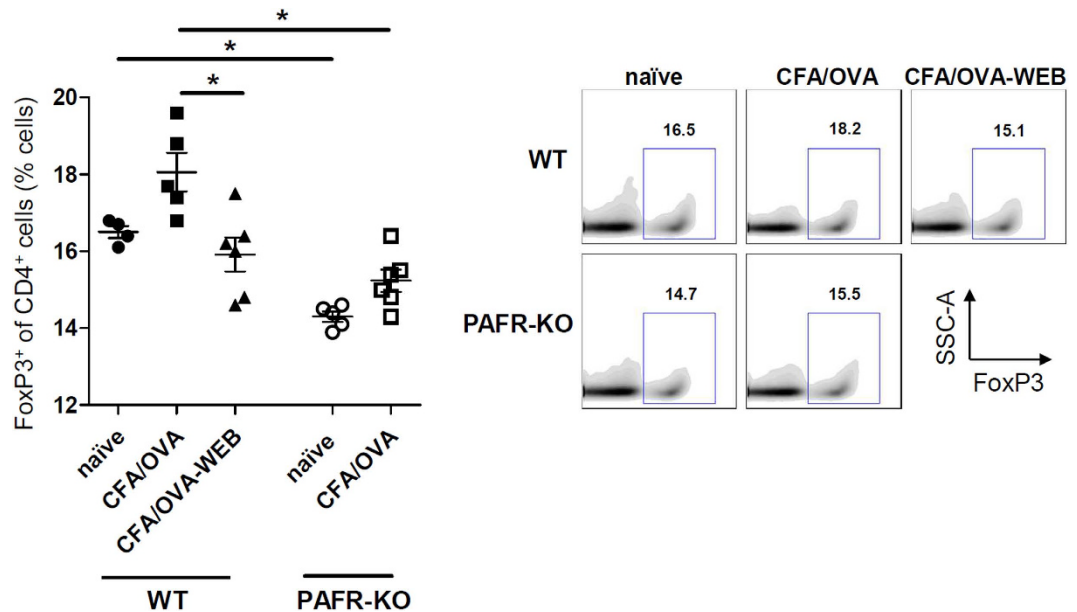 *
*
*
FoxP3⁺ of CD4⁺ cells (% cells)
20
18
16
14
12
naïve
CFA/OVA
CFA/OVA-WEB
naïve
CFA/OVA
WT
PAFR-KO
naïve
CFA/OVA
CFA/OVA-WEB
WT
16.5
18.2
15.1
PAFR-KO
14.7
15.5
SSC-A
FoxP3